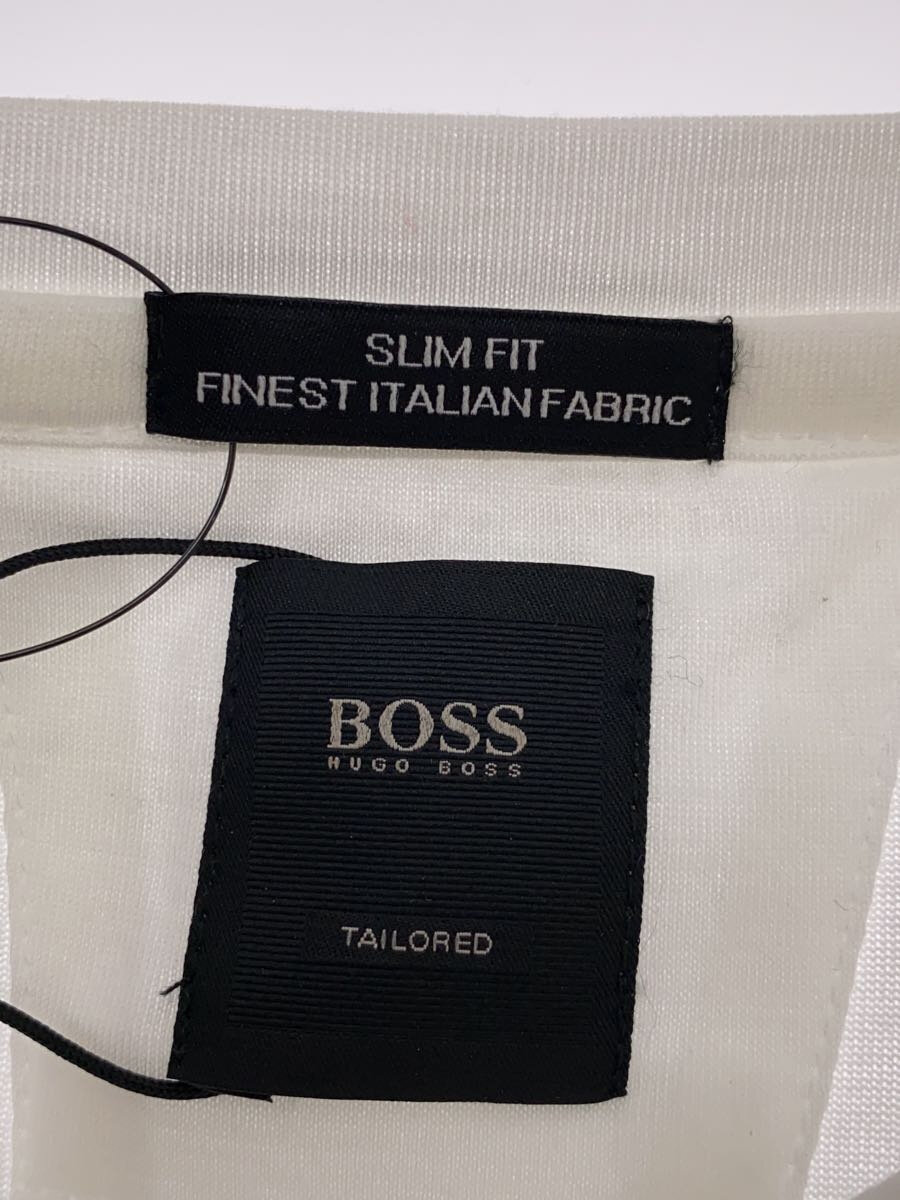 SLIM FIT
FINEST ITALIAN FABRIC
BOSS
HUGO BOSS
TAILORED